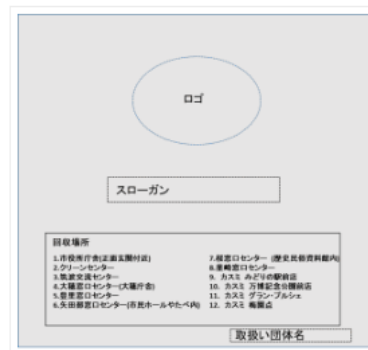 ロゴ
スローガン
回収場所
1.市役所庁舎(正面玄関付近)
2.クリーンセンター
3.筑波交流センター
4.大穂窓口センター(大穂庁舎)
5.豊里窓口センター
6.矢田部窓口センター(市民ホールやたべ内)
7.桜窓口センター (歴史民俗資料館内)
8.茎崎窓口センター
9. カスミ みどりの駅前店
10. カスミ 万博記念公園前店
11. カスミ グラン・ブルシェ
12. カスミ 梅園店
取扱い団体名